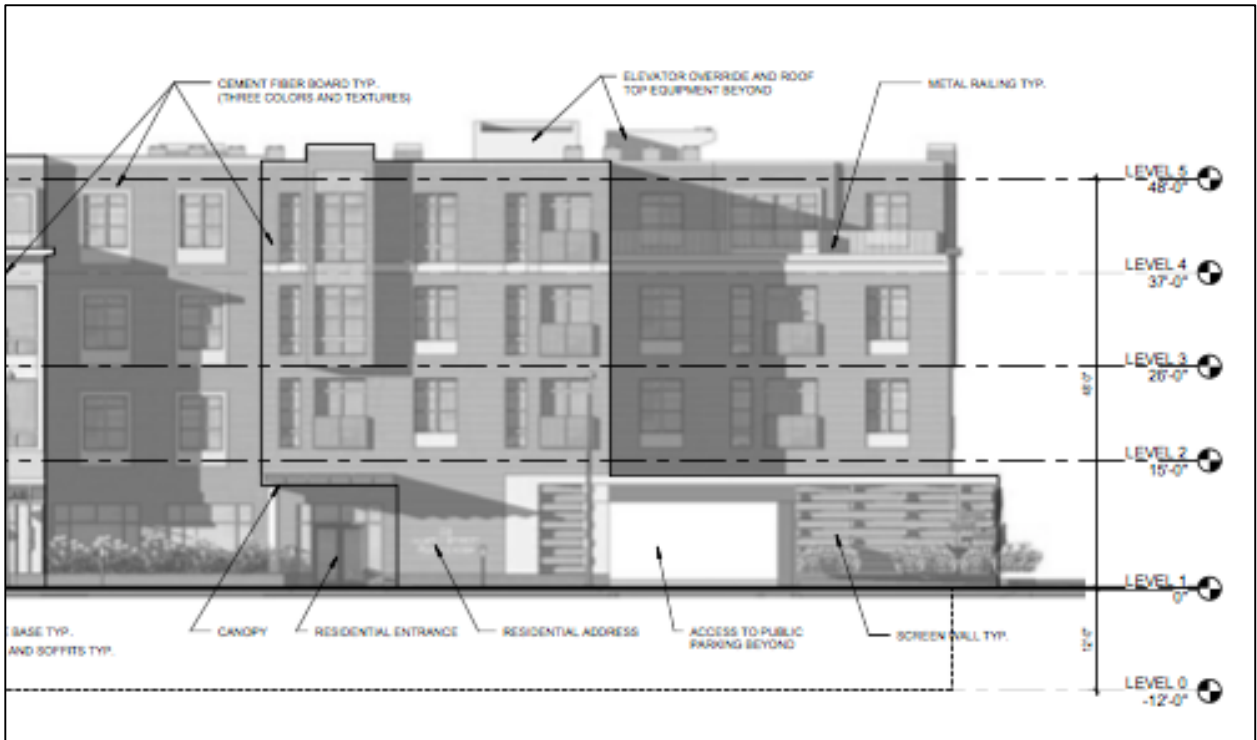 CEMENT FIBER BOARD TYP.
(THREE COLORS AND TEXTURES)
ELEVATOR OVERRIDE AND ROOF
TOP EQUIPMENT BEYOND
METAL RAILING TYP.
LEVEL 5
48'-0"
LEVEL 4
37'-0"
LEVEL 3
26'-0"
48'-0"
LEVEL 2
15'-0"
LEVEL 1
0"
BASE TYP.
AND SOFFITS TYP.
CANOPY
RESIDENTIAL ENTRANCE
RESIDENTIAL ADDRESS
ACCESS TO PUBLIC
PARKING BEYOND
SCREEN WALL TYP.
12'-0"
LEVEL 0
-12'-0"